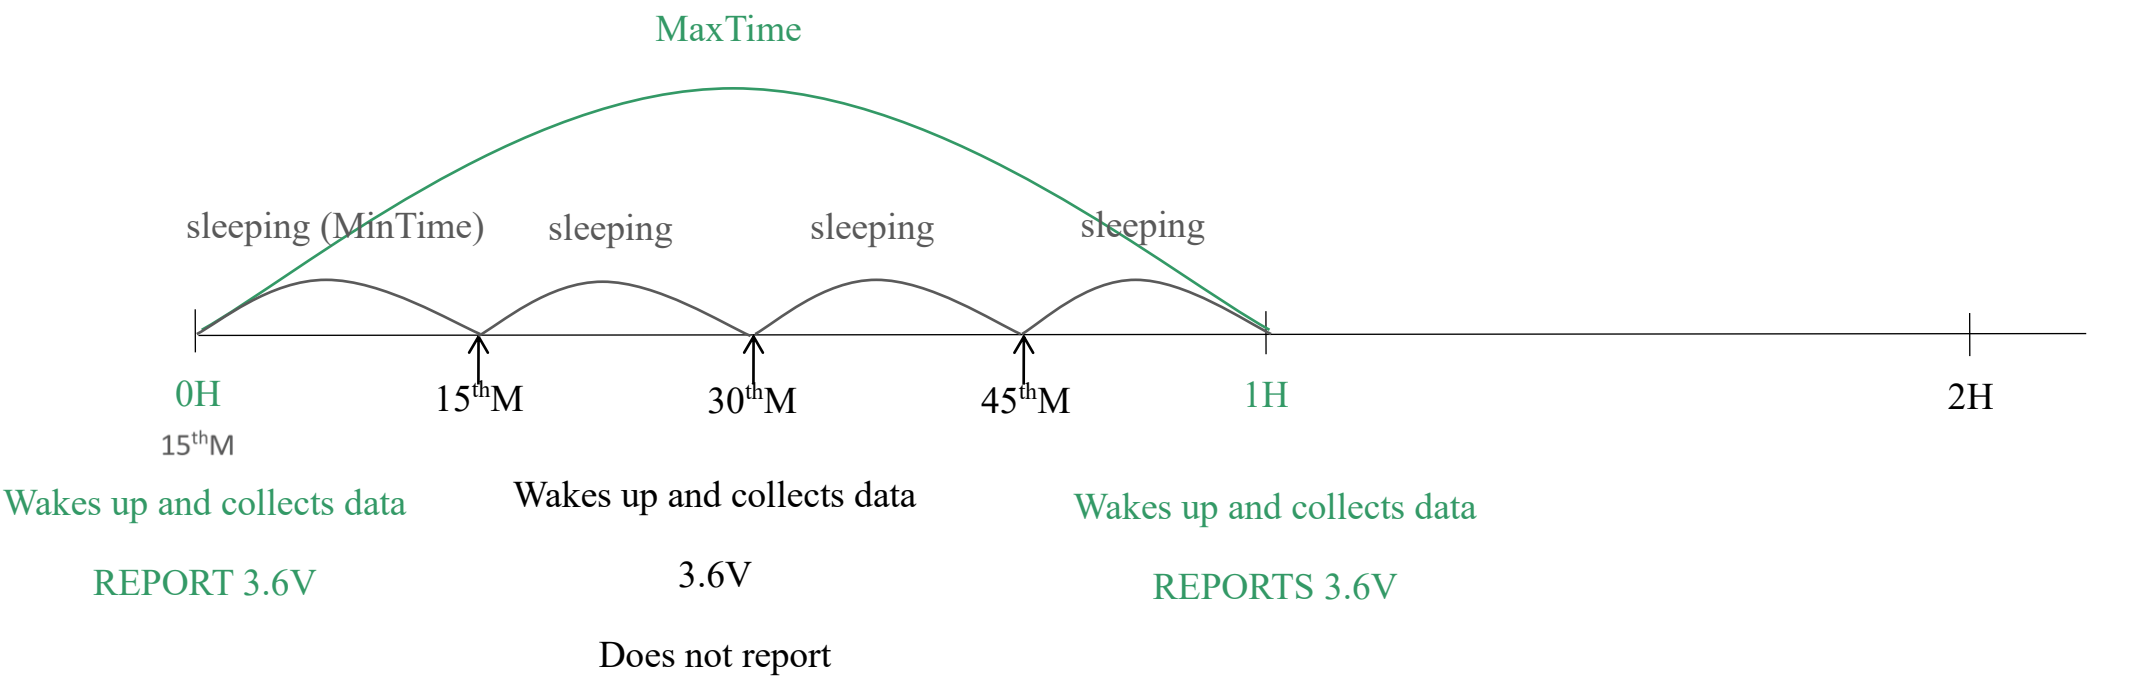 MaxTime
sleeping (MinTime)
sleeping
sleeping
sleeping
0H
15thM
30thM
45thM
1H
2H
15thM
Wakes up and collects data
REPORT 3.6V
Wakes up and collects data
3.6V
Does not report
Wakes up and collects data
REPORTS 3.6V